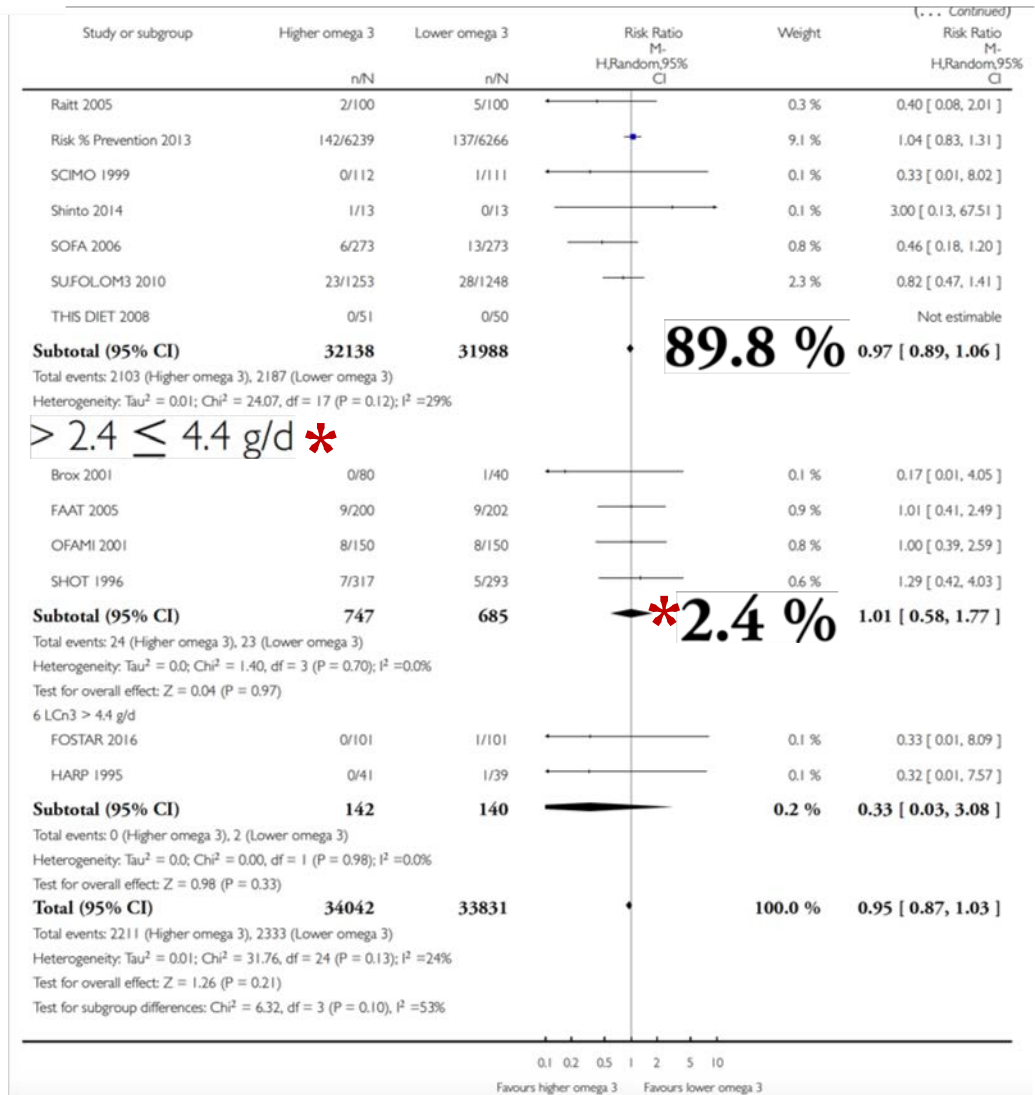 (... Continued)
Study or subgroup Higher omega 3 Lower omega 3 Risk Ratio Weight Risk Ratio
M- M-
H,Random,95% H,Random,95%
n/N n/N CI CI
Raitt 2005 2/100 5/100 0.3 % 0.40 [ 0.08, 2.01 ]
Risk % Prevention 2013 142/6239 137/6266 9.1 % 1.04 [ 0.83, 1.31 ]
SCIMO 1999 0/112 1/111 0.1 % 0.33 [ 0.01, 8.02 ]
Shinto 2014 1/13 0/13 0.1 % 3.00 [ 0.13, 67.51 ]
SOFA 2006 6/273 13/273 0.8 % 0.46 [ 0.18, 1.20 ]
SU.FOL.OM3 2010 23/1253 28/1248 2.3 % 0.82 [ 0.47, 1.41 ]
THIS DIET 2008 0/51 0/50 Not estimable
Subtotal (95% CI) 32138 31988 89.8 % 0.97 [ 0.89, 1.06 ]
Total events: 2103 (Higher omega 3), 2187 (Lower omega 3)
Heterogeneity: Tau² = 0.01; Chi² = 24.07, df = 17 (P = 0.12); I² =29%
> 2.4 ≤ 4.4 g/d *
Brox 2001 0/80 1/40 0.1 % 0.17 [ 0.01, 4.05 ]
FAAT 2005 9/200 9/202 0.9 % 1.01 [ 0.41, 2.49 ]
OFAMI 2001 8/150 8/150 0.8 % 1.00 [ 0.39, 2.59 ]
SHOT 1996 7/317 5/293 0.6 % 1.29 [ 0.42, 4.03 ]
Subtotal (95% CI) 747 685 *2.4 % 1.01 [ 0.58, 1.77 ]
Total events: 24 (Higher omega 3), 23 (Lower omega 3)
Heterogeneity: Tau² = 0.0; Chi² = 1.40, df = 3 (P = 0.70); I² =0.0%
Test for overall effect: Z = 0.04 (P = 0.97)
6 LCn3 > 4.4 g/d
FOSTAR 2016 0/101 1/101 0.1 % 0.33 [ 0.01, 8.09 ]
HARP 1995 0/41 1/39 0.1 % 0.32 [ 0.01, 7.57 ]
Subtotal (95% CI) 142 140 0.2 % 0.33 [ 0.03, 3.08 ]
Total events: 0 (Higher omega 3), 2 (Lower omega 3)
Heterogeneity: Tau² = 0.0; Chi² = 0.00, df = 1 (P = 0.98); I² =0.0%
Test for overall effect: Z = 0.98 (P = 0.33)
Total (95% CI) 34042 33831 100.0 % 0.95 [ 0.87, 1.03 ]
Total events: 2211 (Higher omega 3), 2333 (Lower omega 3)
Heterogeneity: Tau² = 0.01; Chi² = 31.76, df = 24 (P = 0.13); I² =24%
Test for overall effect: Z = 1.26 (P = 0.21)
Test for subgroup differences: Chi² = 6.32, df = 3 (P = 0.10), I² =53%
0.1 0.2 0.5 1 2 5 10
Favours higher omega 3 Favours lower omega 3